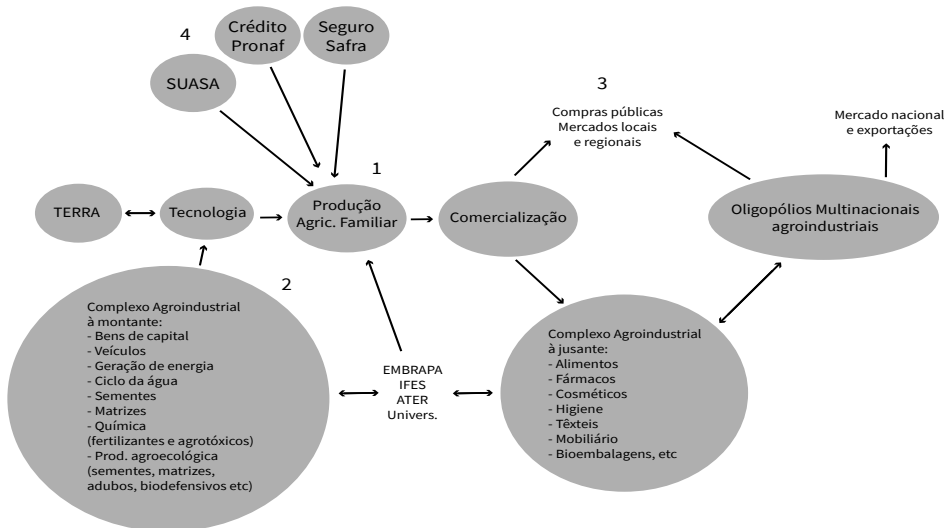 4
Crédito
Pronaf
Seguro
Safra
SUASA
3
Compras públicas
Mercados locais
e regionais
Mercado nacional
e exportações
1
TERRA
Tecnologia
Produção
Agric. Familiar
Comercialização
Oligopólios Multinacionais
agroindustriais
2
Complexo Agroindustrial
à montante:
- Bens de capital
- Veículos
- Geração de energia
- Ciclo da água
- Sementes
- Matrizes
- Química
(fertilizantes e agrotóxicos)
- Prod. agroecológica
(sementes, matrizes,
adubos, biodefensivos etc)
EMBRAPA
IFES
ATER
Univers.
Complexo Agroindustrial
à jusante:
- Alimentos
- Fármacos
- Cosméticos
- Higiene
- Têxteis
- Mobiliário
- Bioembalagens, etc